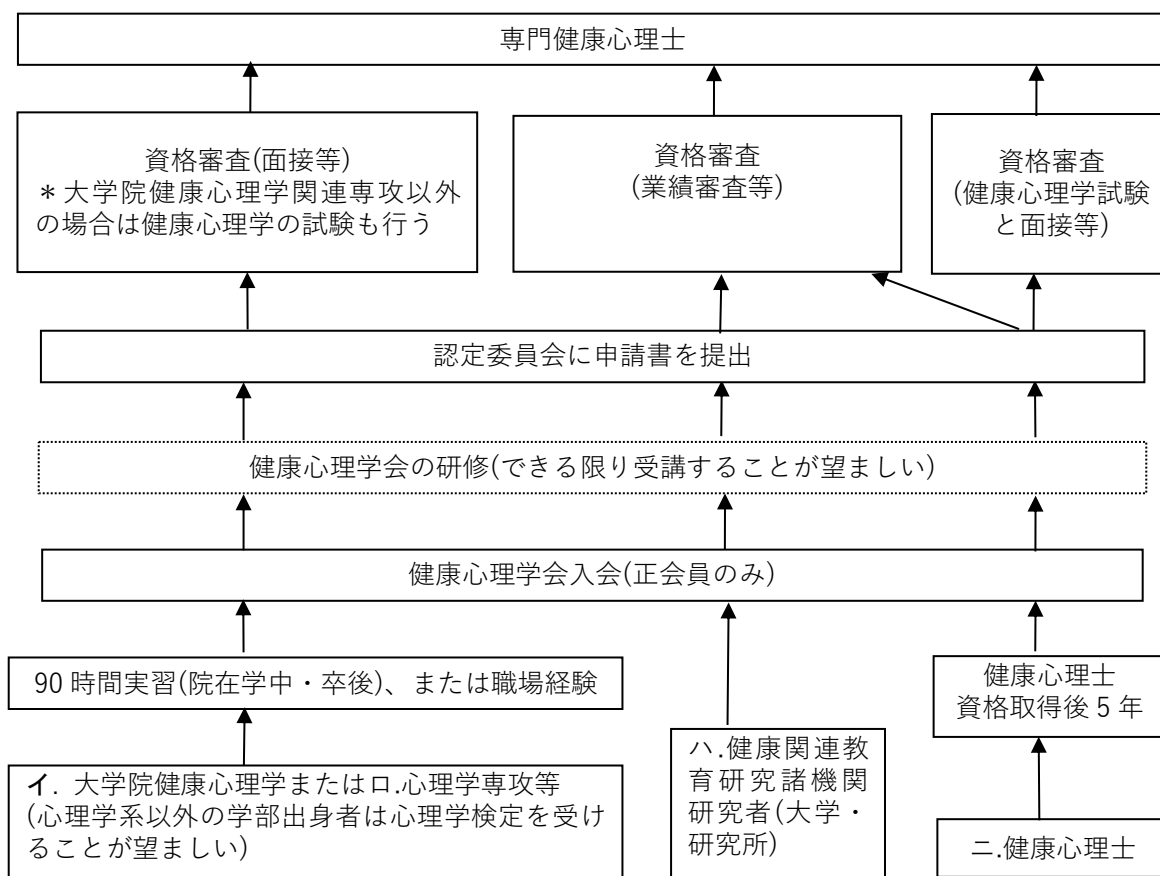 専門健康心理士
資格審査(面接等)
＊大学院健康心理学関連専攻以外
の場合は健康心理学の試験も行う
資格審査
(業績審査等)
資格審査
(健康心理学試験
と面接等)
認定委員会に申請書を提出
健康心理学会の研修(できる限り受講することが望ましい)
健康心理学会入会(正会員のみ)
90 時間実習(院在学中・卒後)、または職場経験
健康心理士
資格取得後 5 年
イ. 大学院健康心理学またはロ.心理学専攻等
(心理学系以外の学部出身者は心理学検定を受け
ることが望ましい)
ハ.健康関連教
育研究諸機関
研究者(大学・
研究所)
ニ.健康心理士